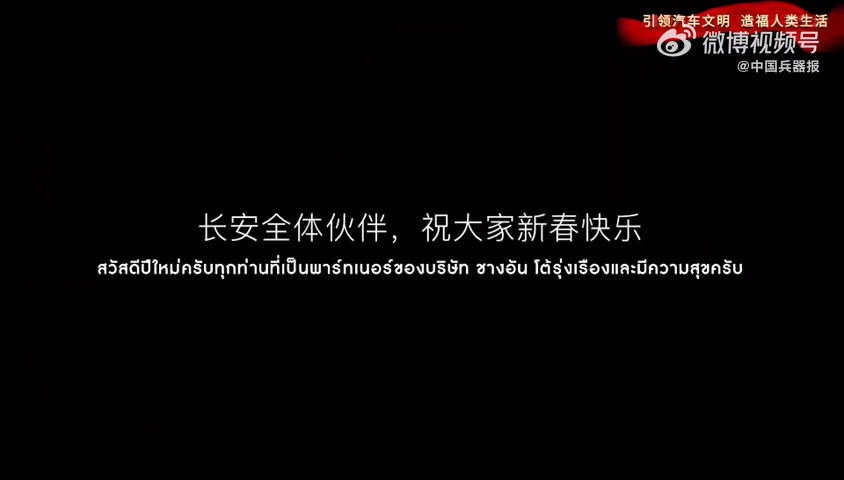 引领汽车文明 造福人类生活
微博视频号
@中国兵器报
长安全体伙伴，祝大家新春快乐
สวัสดีปีใหม่ครับทุกท่านที่เป็นพาร์ทเนอร์ของบริษัท ชางอัน โต้รุ่งเรืองและมีความสุขครับ